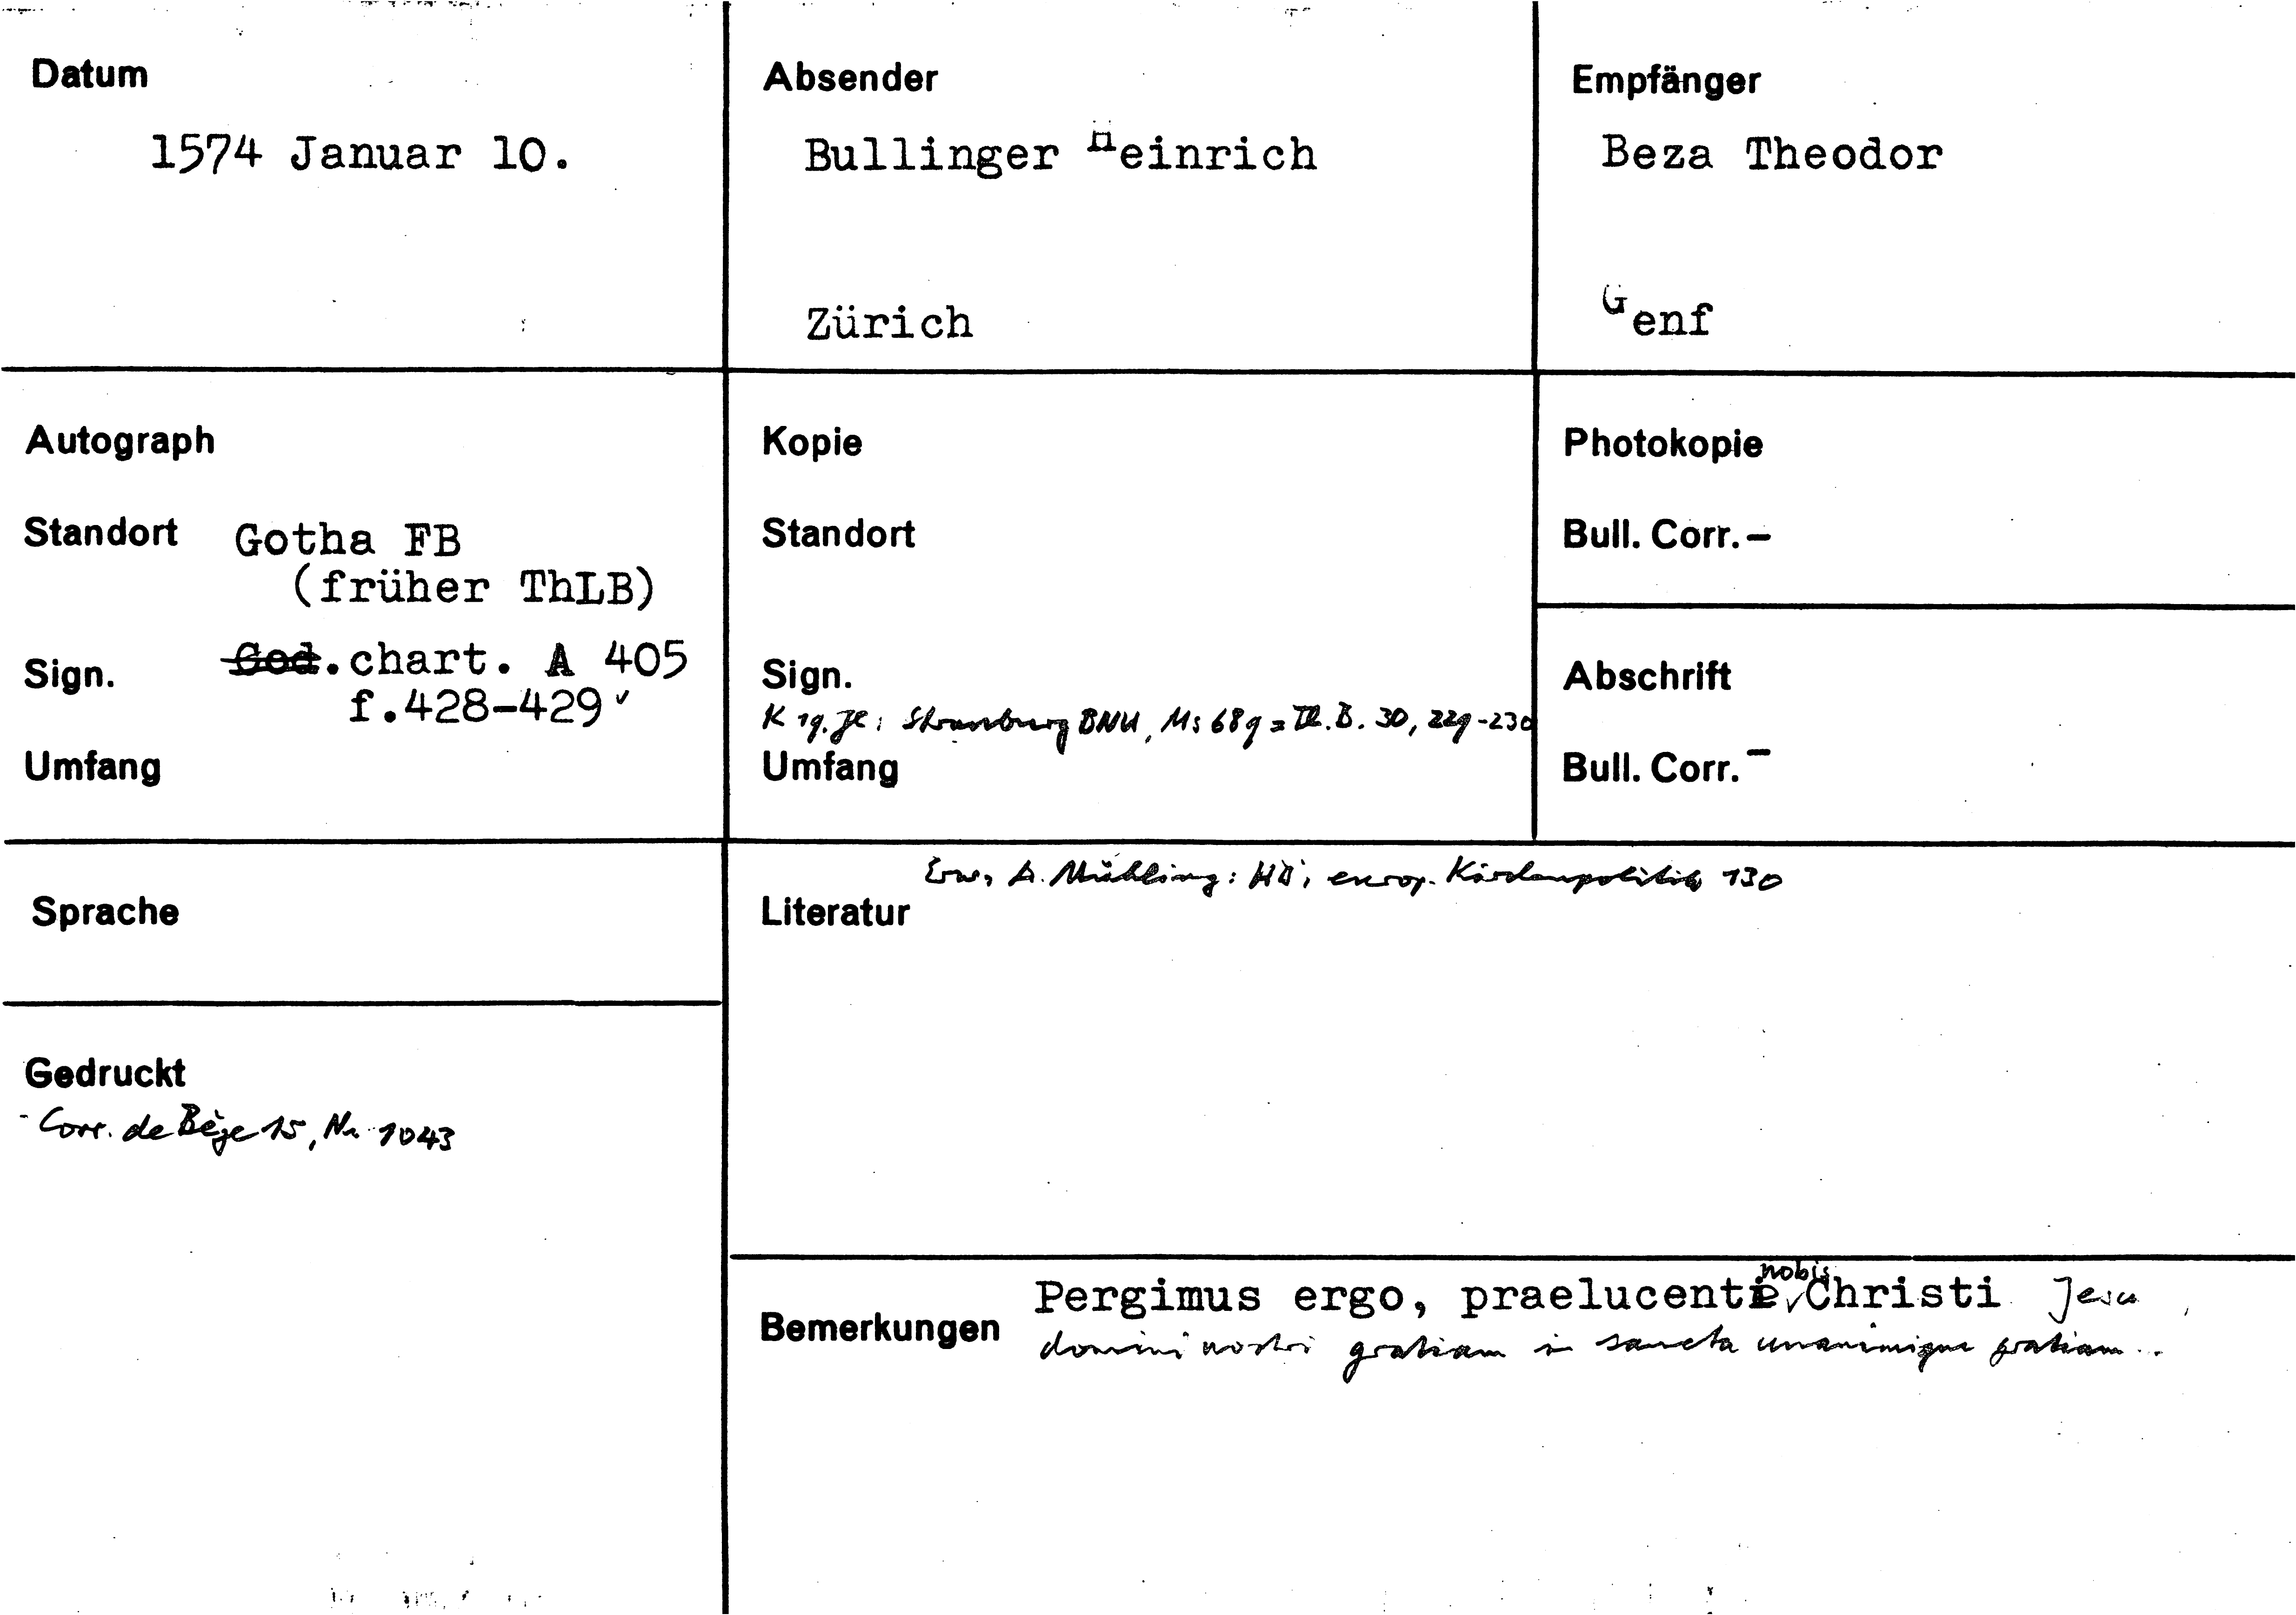 Datum
1574 Januar 10.
Absender
Bullinger Heinrich
Zürich
Empfänger
Beza Theodor
Genf
Autograph
Standort Gotha FB
(früher ThLB)
Sign. Cod.chart. A 405
f.428-429v
Umfang
Kopie
Standort
Sign.
K 19. Jh: Strassburg BNU, Ms 689 = III. B. 30, 229-230
Umfang
Photokopie
Bull. Corr. –
Abschrift
Bull. Corr. –
Sprache
Gedruckt
- Corr. de Bèze 15, Nr. 1043
Erw. A. Mühling: HB, europ. Kirchenpolitik 130
Literatur
Bemerkungen Pergimus ergo, praelucente nobis Christi Jesu
domini nostri gratiam in sancta unanimique gratiam..